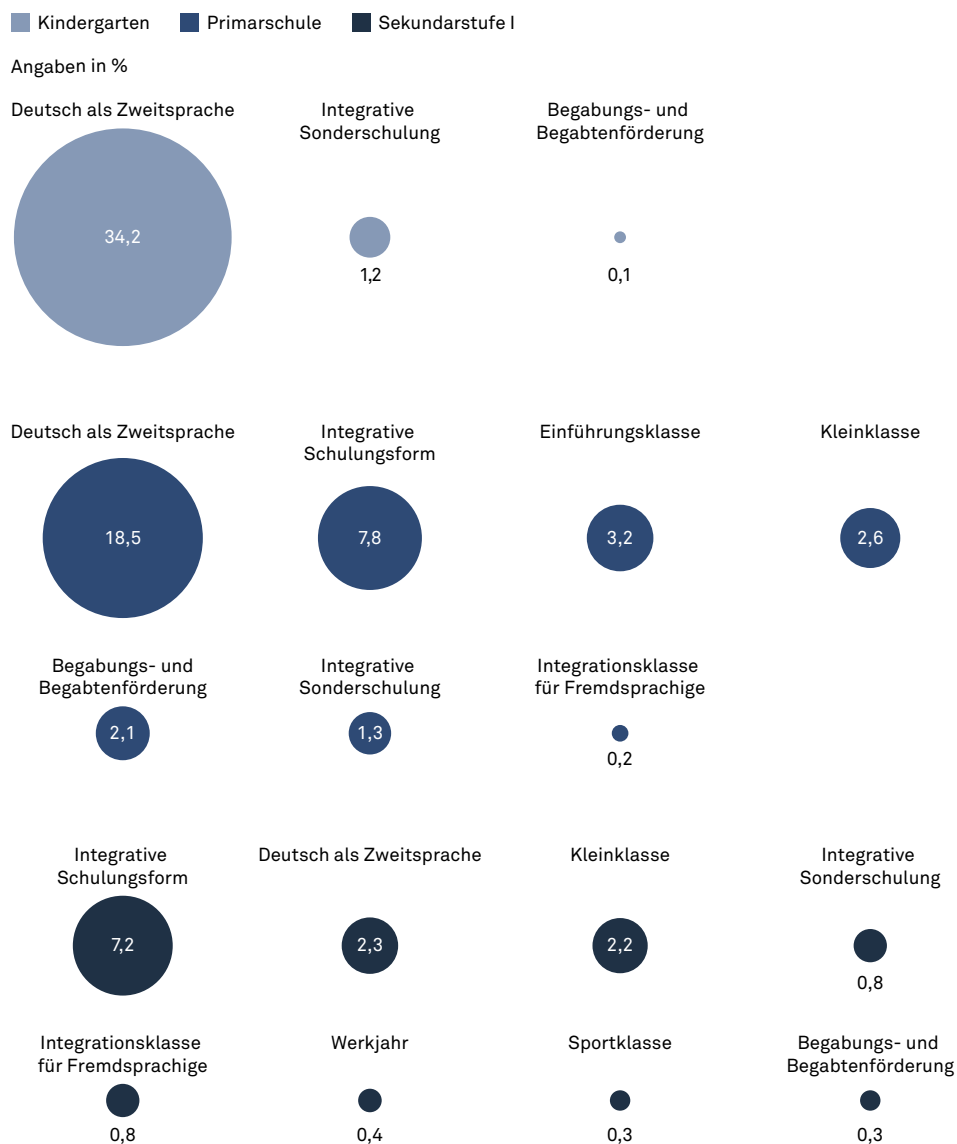 Kindergarten Primarschule Sekundarstufe I
Angaben in %
Deutsch als Zweitsprache
34,2
Integrative
Sonderschulung
1,2
Begabungs- und
Begabtenförderung
0,1
Deutsch als Zweitsprache
18,5
Integrative
Schulungsform
7,8
Einführungsklasse
3,2
Kleinklasse
2,6
Begabungs- und
Begabtenförderung
2,1
Integrative
Sonderschulung
1,3
Integrationsklasse
für Fremdsprachige
0,2
Integrative
Schulungsform
7,2
Deutsch als Zweitsprache
2,3
Kleinklasse
2,2
Integrative
Sonderschulung
0,8
Integrationsklasse
für Fremdsprachige
0,8
Werkjahr
0,4
Sportklasse
0,3
Begabungs- und
Begabtenförderung
0,3